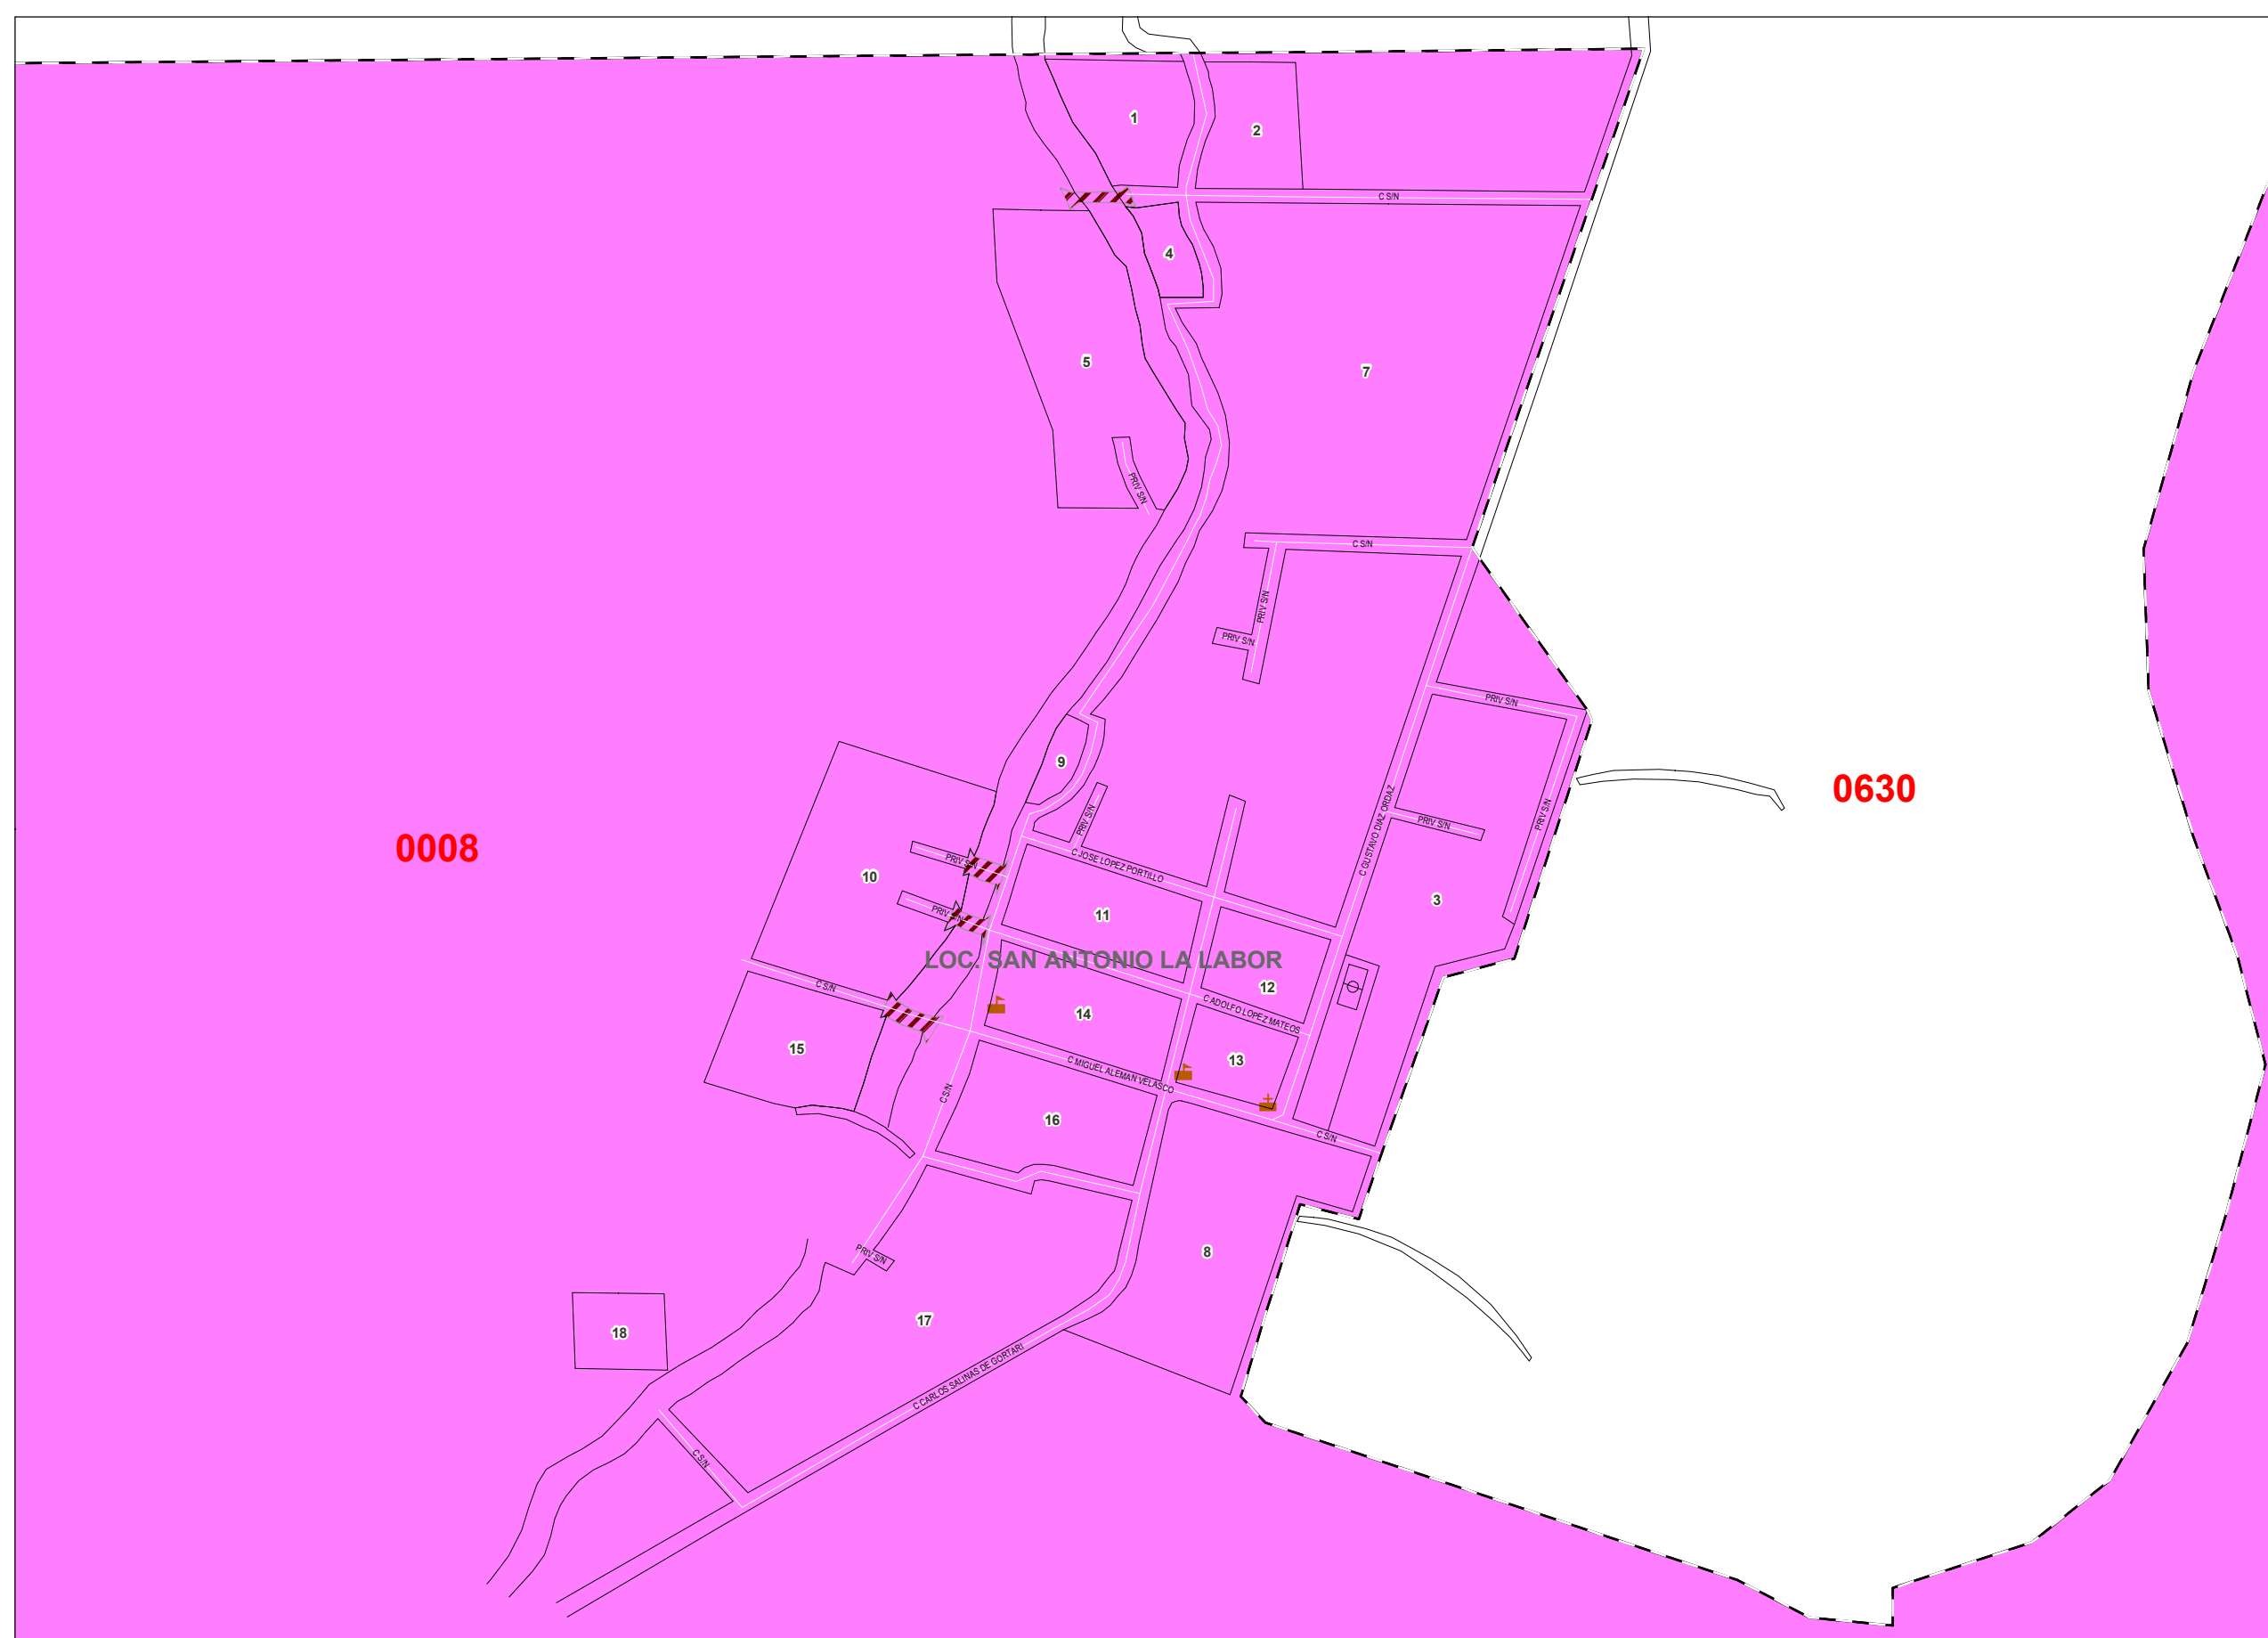 1
2
C S/N
4
5
7
PRIV S/N
C S/N
PRIV S/N
PRIV S/N
PRIV S/N
9
0630
PRIV S/N
C GUSTAVO DIAZ ORDAZ
PRIV S/N
PRIV S/N
0008
C JOSE LOPEZ PORTILLO
PRIV S/N
10
3
11
PRIV S/N
LOC. SAN ANTONIO LA LABOR
C S/N
12
C ADOLFO LOPEZ MATEOS
14
15
13
C MIGUEL ALEMAN VELASCO
C S/N
16
C S/N
8
PRIV S/N
17
18
C CARLOS SALINAS DE GORTARI
C S/N